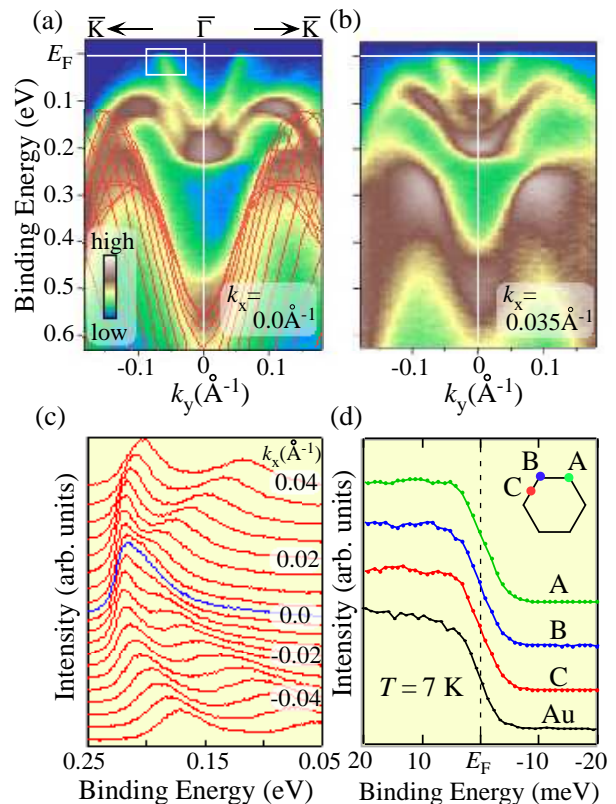 (a) K̅ ← Γ̅ → K̅
(b)
E_F
0.1
0.2
0.3
0.4
0.5
0.6
Binding Energy (eV)
high
low
k_x=
0.0Å⁻¹
k_x=
0.035Å⁻¹
-0.1 0 0.1
k_y(Å⁻¹)
-0.1 0 0.1
k_y(Å⁻¹)
(c)
k_x(Å⁻¹)
0.04
0.02
0.0
-0.02
-0.04
Intensity (arb. units)
0.25 0.15 0.05
Binding Energy (eV)
(d)
B A
C
A
B
C
Au
T = 7 K
Intensity (arb. units)
20 10 E_F -10 -20
Binding Energy (meV)